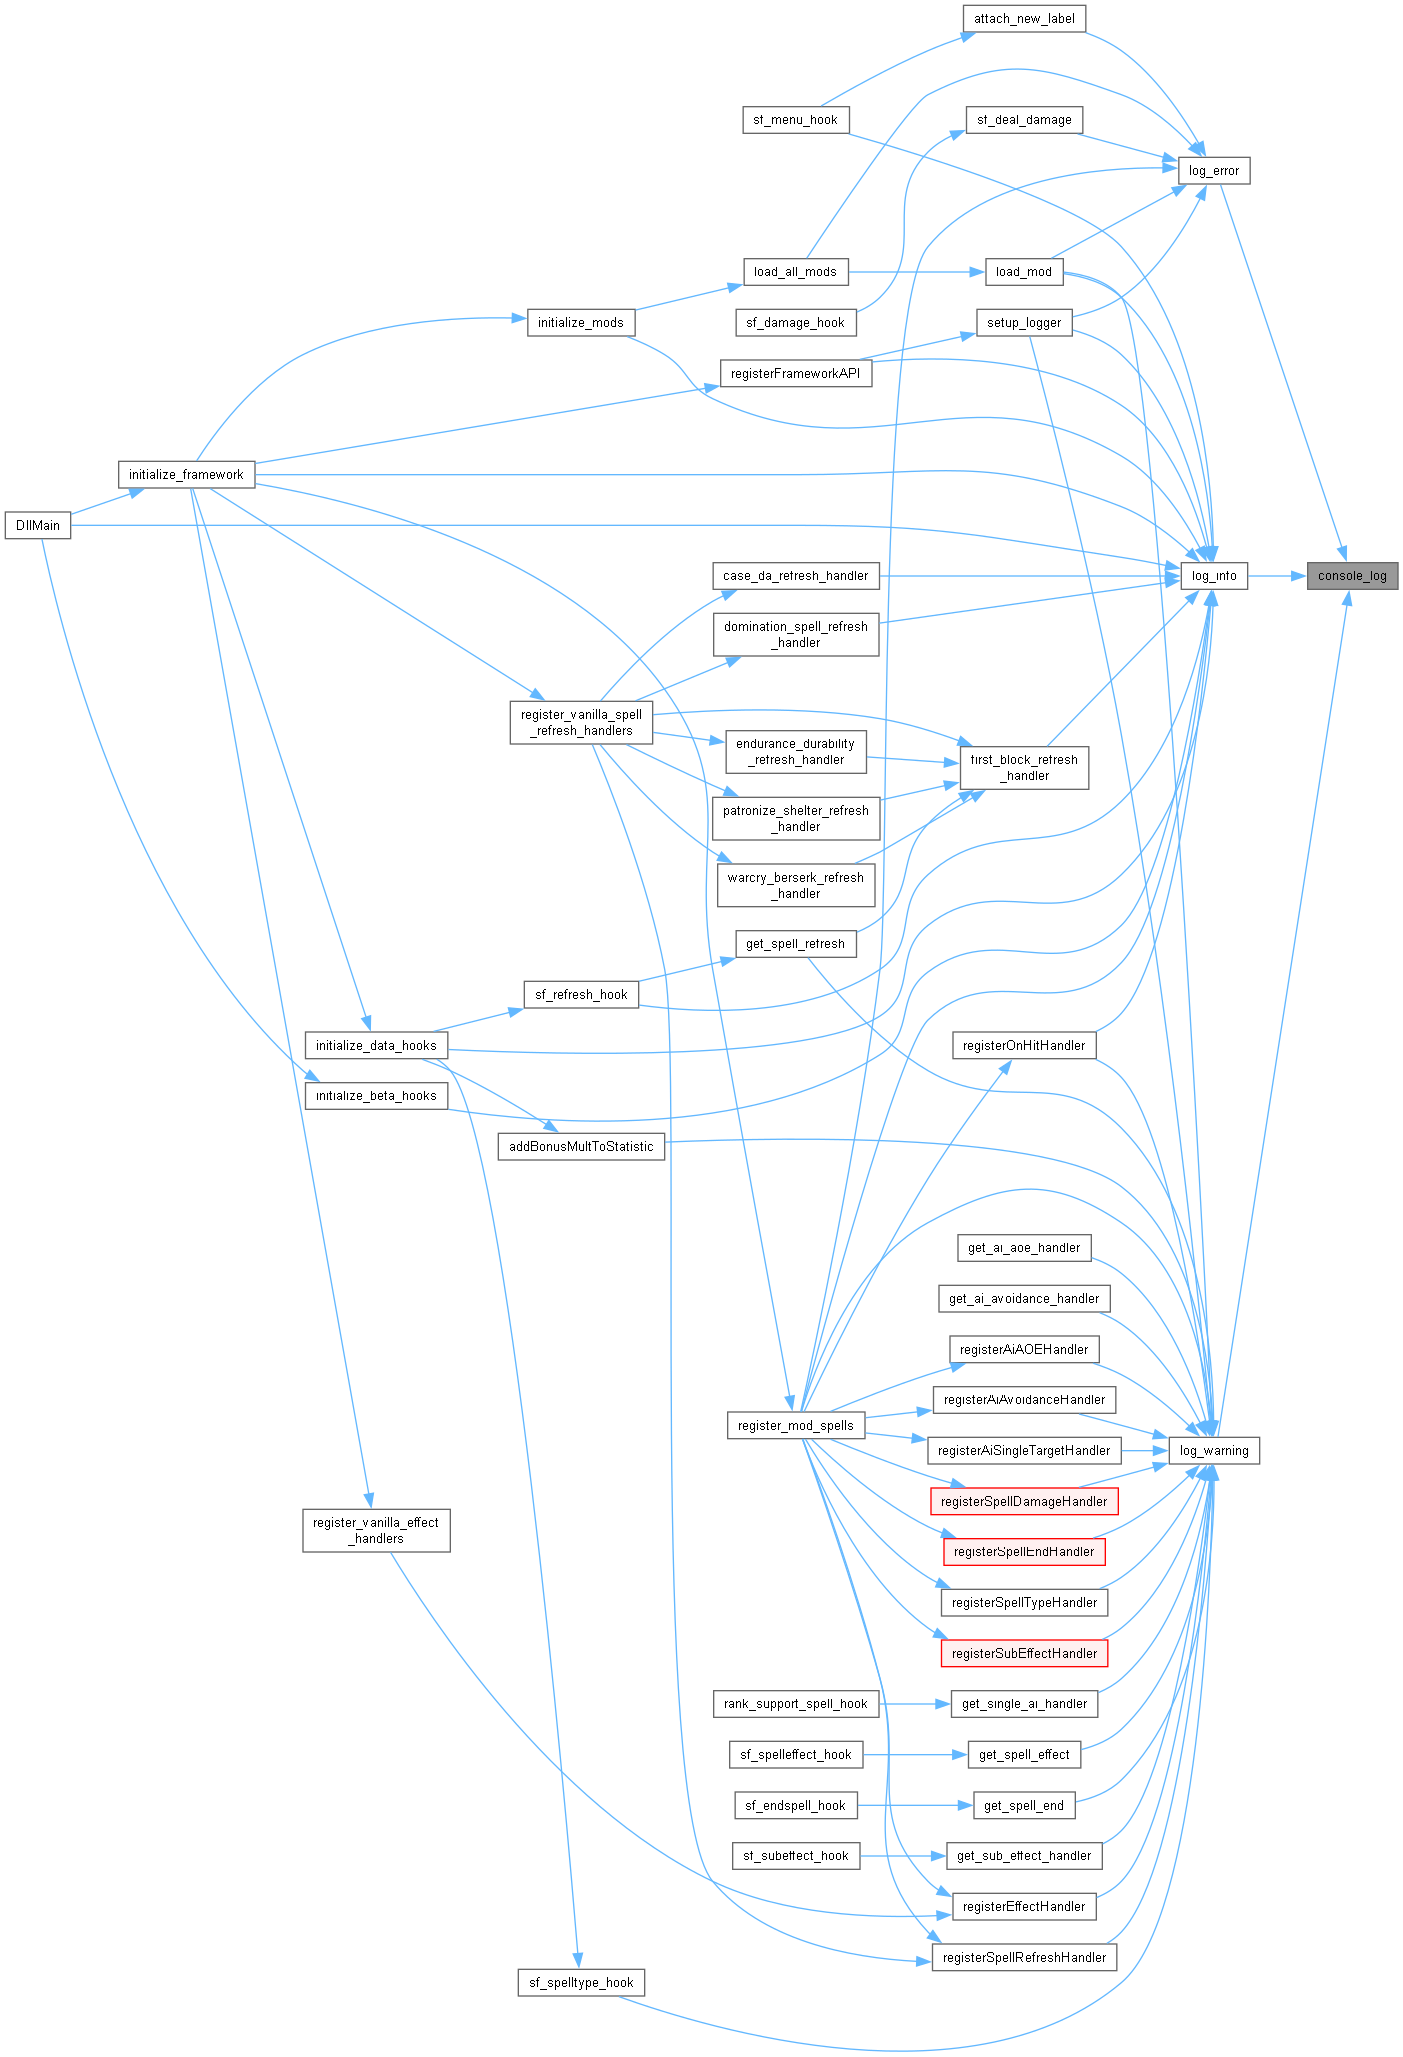 attach_new_label
sf_menu_hook
sf_deal_damage
log_error
load_all_mods
load_mod
initialize_mods
sf_damage_hook
setup_logger
registerFrameworkAPI
initialize_framework
DllMain
case_da_refresh_handler
log_info
console_log
domination_spell_refresh
_handler
register_vanilla_spell
_refresh_handlers
endurance_durability
_refresh_handler
first_block_refresh
_handler
patronize_shelter_refresh
_handler
warcry_berserk_refresh
_handler
get_spell_refresh
sf_refresh_hook
initialize_data_hooks
registerOnHitHandler
initialize_beta_hooks
addBonusMultToStatistic
get_ai_aoe_handler
get_ai_avoidance_handler
registerAiAOEHandler
registerAiAvoidanceHandler
register_mod_spells
registerAiSingleTargetHandler
log_warning
registerSpellDamageHandler
register_vanilla_effect
_handlers
registerSpellEndHandler
registerSpellTypeHandler
registerSubEffectHandler
rank_support_spell_hook
get_single_ai_handler
sf_spelleffect_hook
get_spell_effect
sf_endspell_hook
get_spell_end
sf_subeffect_hook
get_sub_effect_handler
registerEffectHandler
registerSpellRefreshHandler
sf_spelltype_hook